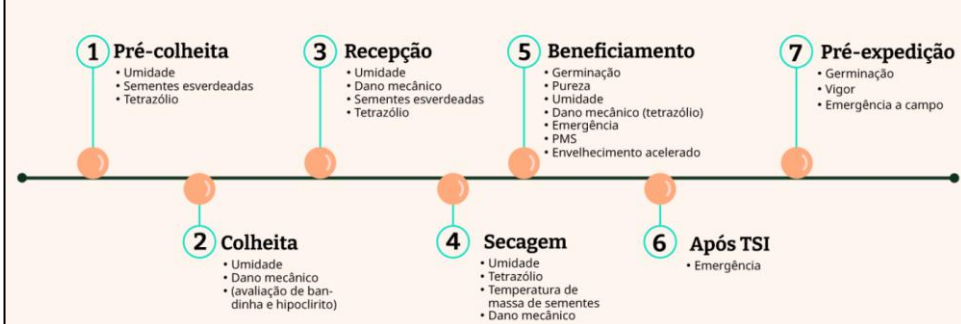 1 Pré-colheita
• Umidade
• Sementes esverdeadas
• Tetrazólio
3 Recepção
• Umidade
• Dano mecânico
• Sementes esverdeadas
• Tetrazólio
5 Beneficiamento
• Germinação
• Pureza
• Umidade
• Dano mecânico (tetrazólio)
• Emergência
• PMS
• Envelhecimento acelerado
7 Pré-expedição
• Germinação
• Vigor
• Emergência a campo
2 Colheita
• Umidade
• Dano mecânico
• (avaliação de ban-
dinha e hipoclirito)
4 Secagem
• Umidade
• Tetrazólio
• Temperatura de
massa de sementes
• Dano mecânico
6 Após TSI
• Emergência